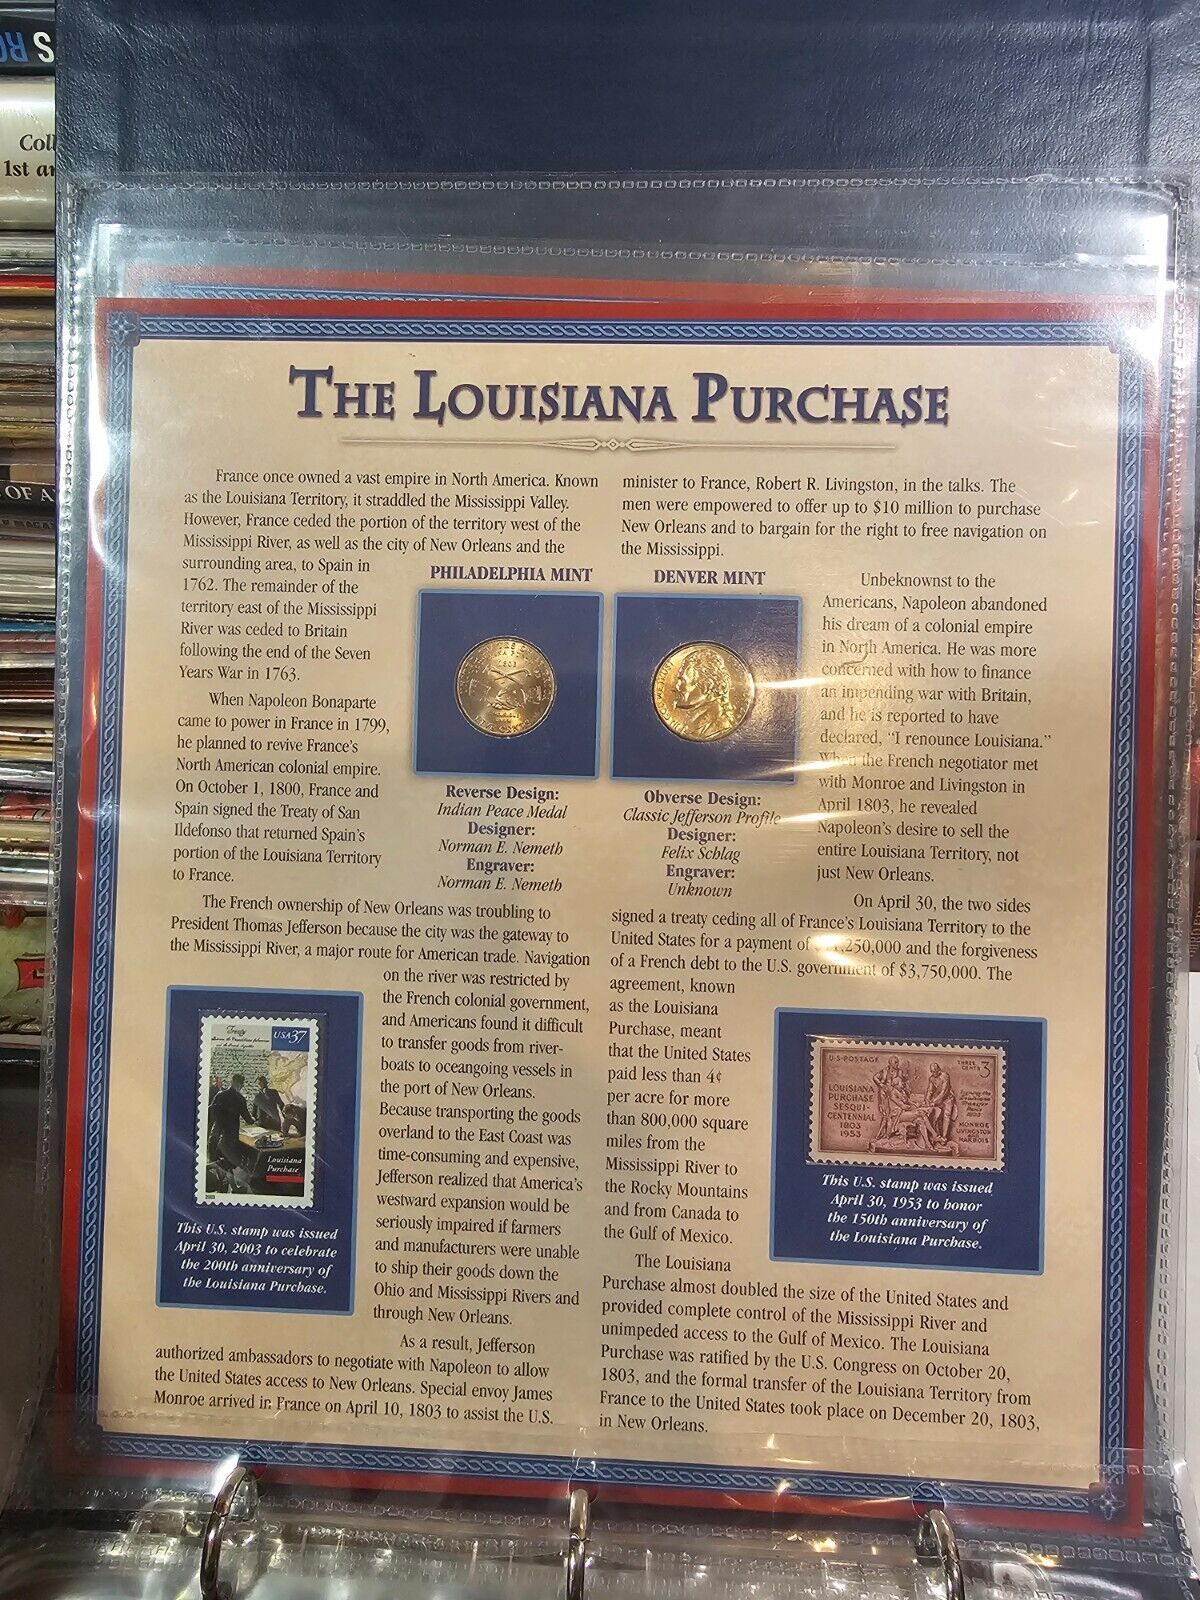 S RO
Coll
1st an
OF A
THE LOUISIANA PURCHASE
France once owned a vast empire in North America. Known
as the Louisiana Territory, it straddled the Mississippi Valley.
However, France ceded the portion of the territory west of the
Mississippi River, as well as the city of New Orleans and the
surrounding area, to Spain in
1762. The remainder of the
territory east of the Mississippi
River was ceded to Britain
following the end of the Seven
Years War in 1763.
When Napoleon Bonaparte
came to power in France in 1799,
he planned to revive France's
North American colonial empire.
On October 1, 1800, France and
Spain signed the Treaty of San
Ildefonso that returned Spain's
portion of the Louisiana Territory
to France.
The French ownership of New Orleans was troubling to
President Thomas Jefferson because the city was the gateway to
the Mississippi River, a major route for American trade. Navigation
on the river was restricted by
the French colonial government,
and Americans found it difficult
to transfer goods from river-
boats to oceangoing vessels in
the port of New Orleans.
Because transporting the goods
overland to the East Coast was
time-consuming and expensive,
Jefferson realized that America's
westward expansion would be
seriously impaired if farmers
and manufacturers were unable
to ship their goods down the
Ohio and Mississippi Rivers and
through New Orleans.
As a result, Jefferson
authorized ambassadors to negotiate with Napoleon to allow
the United States access to New Orleans. Special envoy James
Monroe arrived in France on April 10, 1803 to assist the U.S.
Treaty
USA 37
Louisiana
Purchase
2003
This U.S. stamp was issued
April 30, 2003 to celebrate
the 200th anniversary of
the Louisiana Purchase.
PHILADELPHIA MINT
1803
Reverse Design:
Indian Peace Medal
Designer:
Norman E. Nemeth
Engraver:
Norman E. Nemeth
DENVER MINT
Obverse Design:
Classic Jefferson Profile
Designer:
Felix Schlag
Engraver:
Unknown
minister to France, Robert R. Livingston, in the talks. The
men were empowered to offer up to $10 million to purchase
New Orleans and to bargain for the right to free navigation on
the Mississippi.
Unbeknownst to the
Americans, Napoleon abandoned
his dream of a colonial empire
in North America. He was more
concerned with how to finance
an impending war with Britain,
and he is reported to have
declared, "I renounce Louisiana."
When the French negotiator met
with Monroe and Livingston in
April 1803, he revealed
Napoleon's desire to sell the
entire Louisiana Territory, not
just New Orleans.
On April 30, the two sides
signed a treaty ceding all of France's Louisiana Territory to the
United States for a payment of ,250,000 and the forgiveness
of a French debt to the U.S. government of $3,750,000. The
agreement, known
as the Louisiana
Purchase, meant
that the United States
paid less than 4¢
per acre for more
than 800,000 square
miles from the
Mississippi River to
the Rocky Mountains
and from Canada to
the Gulf of Mexico.
The Louisiana
Purchase almost doubled the size of the United States and
provided complete control of the Mississippi River and
unimpeded access to the Gulf of Mexico. The Louisiana
Purchase was ratified by the U.S. Congress on October 20,
1803, and the formal transfer of the Louisiana Territory from
France to the United States took place on December 20, 1803,
in New Orleans.
U·S·POSTAGE
THREE CENTS 3
LOUISIANA
PURCHASE
SESQUI-
CENTENNIAL
1803
1953
MONROE
LIVINGSTON
MARBOIS
This U.S. stamp was issued
April 30, 1953 to honor
the 150th anniversary of
the Louisiana Purchase.